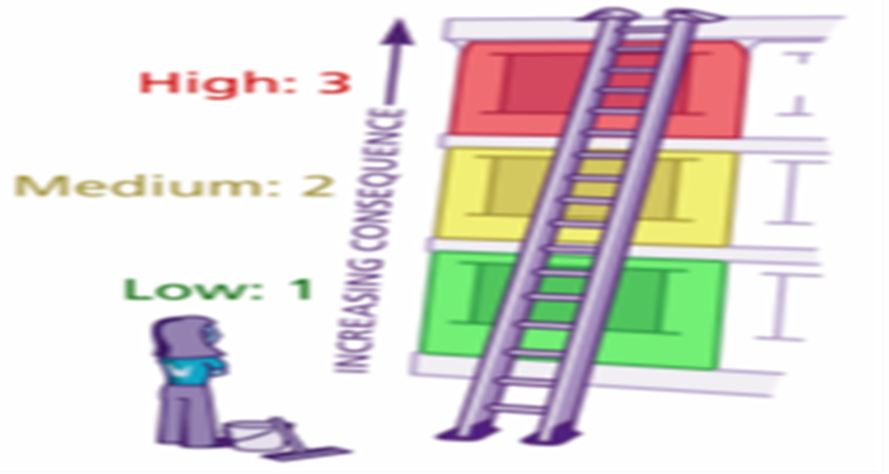 High: 3
Medium: 2
Low: 1
INCREASING CONSEQUENCE